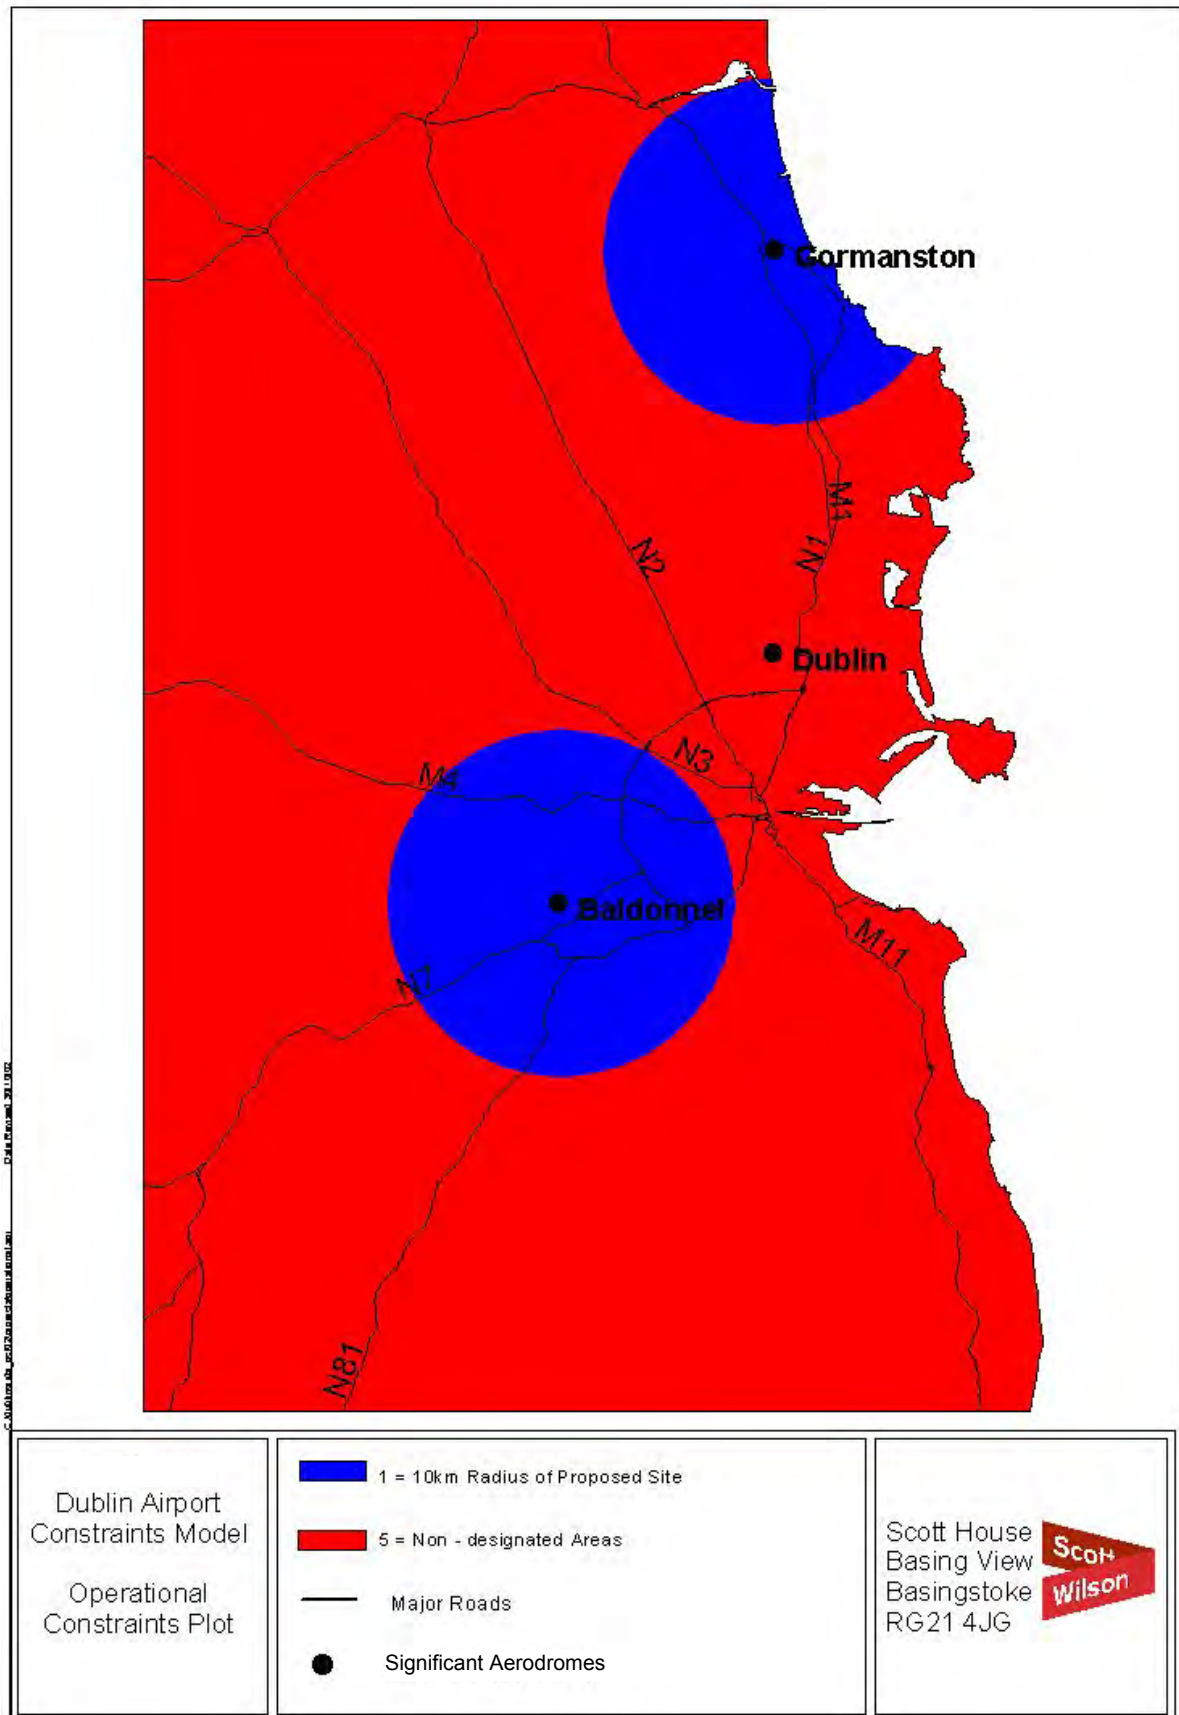 Gormanston
M1
N2
N1
Dublin
N3
M4
Baldonnel
M11
N7
N81
Dublin Airport
Constraints Model
Operational
Constraints Plot
1 = 10km Radius of Proposed Site
5 = Non - designated Areas
Major Roads
Significant Aerodromes
Scott House
Basing View
Basingstoke
RG21 4JG
Scott
Wilson